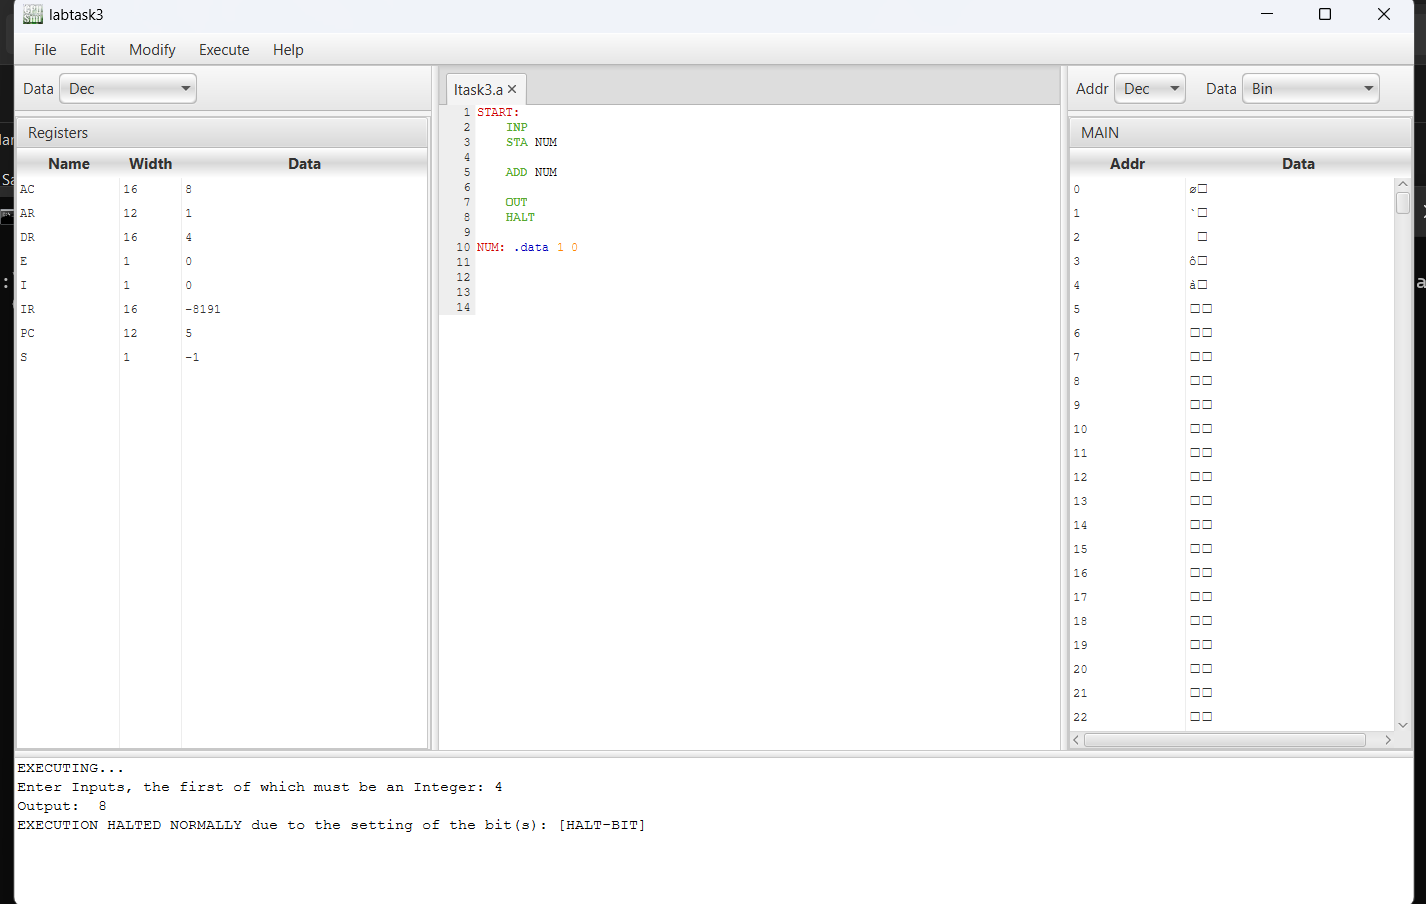 labtask3
File Edit Modify Execute Help
Data Dec
Registers
Name Width Data
AC 16 8
AR 12 1
DR 16 4
E 1 0
I 1 0
IR 16 -8191
PC 12 5
S 1 -1
ltask3.a
1 START:
2 INP
3 STA NUM
4
5 ADD NUM
6
7 OUT
8 HALT
9
10 NUM: .data 1 0
11
12
13
14
Addr Dec Data Bin
MAIN
Addr Data
0 ø□
1 `□
2 □
3 ô□
4 à□
5 □□
6 □□
7 □□
8 □□
9 □□
10 □□
11 □□
12 □□
13 □□
14 □□
15 □□
16 □□
17 □□
18 □□
19 □□
20 □□
21 □□
22 □□
EXECUTING...
Enter Inputs, the first of which must be an Integer: 4
Output: 8
EXECUTION HALTED NORMALLY due to the setting of the bit(s): [HALT-BIT]